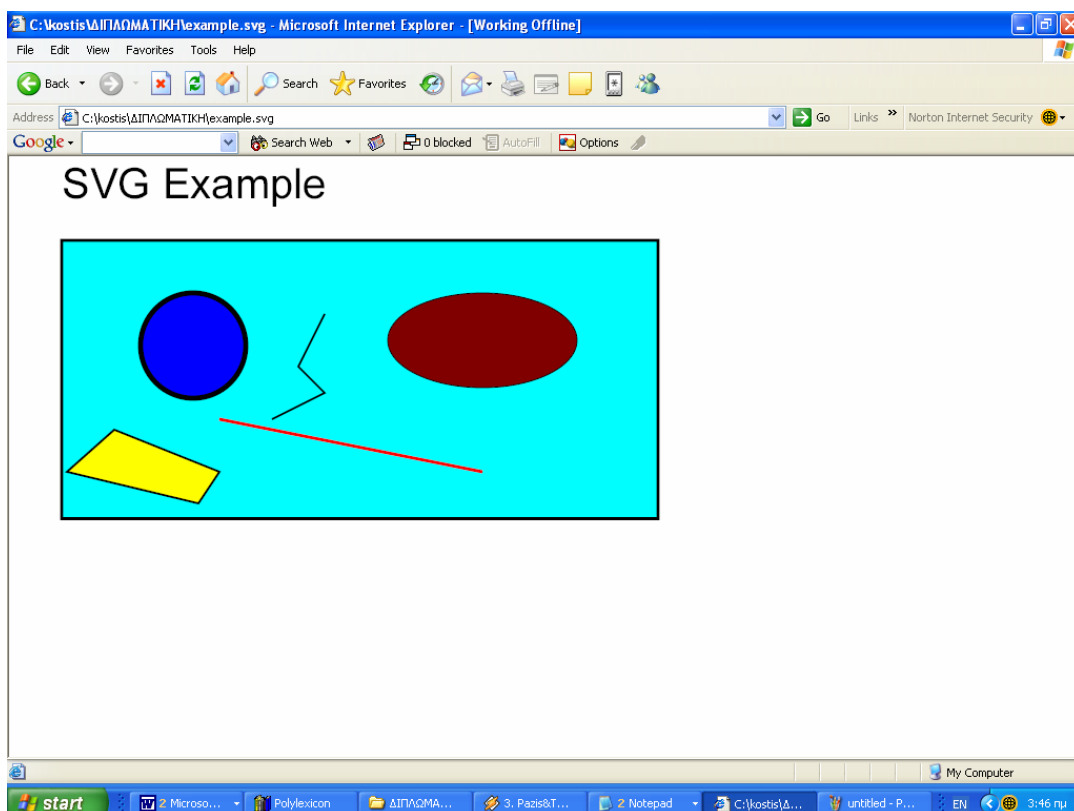 C:\kostis\ΔΙΠΛΩΜΑΤΙΚΗ\example.svg - Microsoft Internet Explorer - [Working Offline]
File Edit View Favorites Tools Help
Back Search Favorites
Address C:\kostis\ΔΙΠΛΩΜΑΤΙΚΗ\example.svg Go Links » Norton Internet Security
Google Search Web 0 blocked AutoFill Options
SVG Example
My Computer
start 2 Microso... Polylexicon ΔΙΠΛΩΜΑ... 3. Pazis&T... 2 Notepad C:\kostis\Δ... untitled - P... EN 3:46 πμ